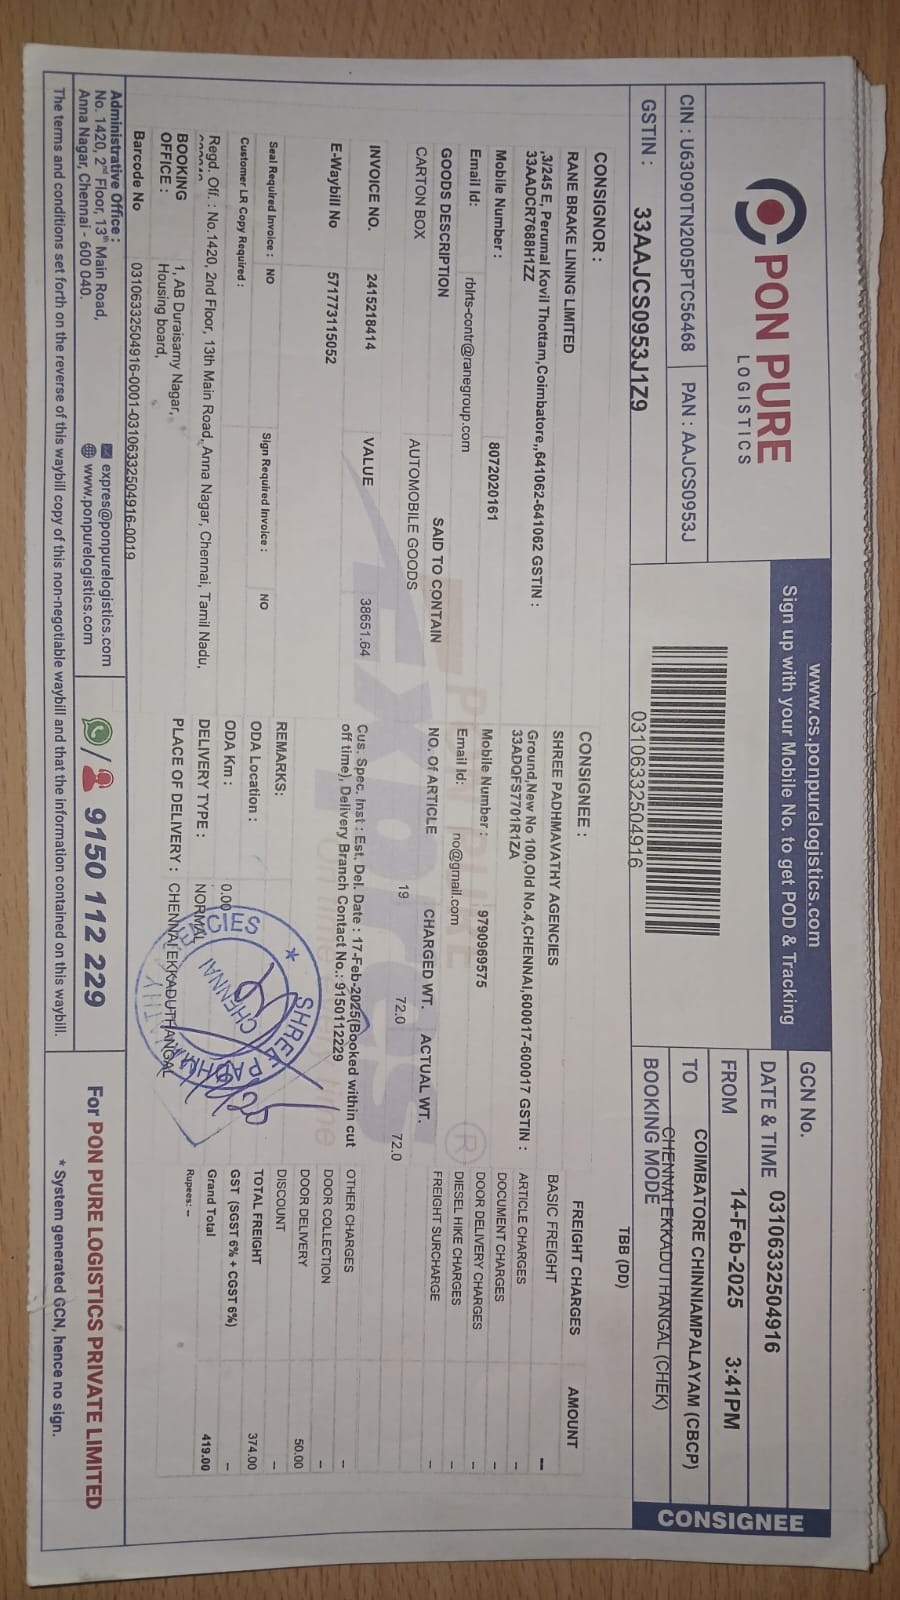 PON PURE
LOGISTICS
www.cs.ponpurelogistics.com
Sign up with your Mobile No. to get POD & Tracking
CIN : U63090TN2005PTC56468
PAN : AAJCS0953J
GSTIN : 33AAJCS0953J1Z9
03106332504916
GCN No.
03106332504916
DATE & TIME
14-Feb-2025 3:41PM
FROM
COIMBATORE CHINNIAMPALAYAM (CBCP)
TO
CHENNAI EKKADUTHANGAL (CHEK)
BOOKING MODE
TBB (DD)
CONSIGNEE
CONSIGNOR :
RANE BRAKE LINING LIMITED
,3/245 E, Perumal Kovil Thottam,Coimbatore,,641062-641062 GSTIN :
33AADCR7688H1ZZ
Mobile Number : 8072020161
Email Id: rblrts-contr@ranegroup.com
CONSIGNEE :
SHREE PADHMAVATHY AGENCIES
Ground,New No 100,Old No.4,CHENNAI,600017-600017 GSTIN :
33ADQFS7701R1ZA
Mobile Number : 9790969575
Email Id: no@gmail.com
GOODS DESCRIPTION SAID TO CONTAIN NO. Of ARTICLE CHARGED WT. ACTUAL WT.
CARTON BOX AUTOMOBILE GOODS 19 72.0 72.0
INVOICE NO. 2415218414 VALUE 38651.64
E-Waybill No 571773115052
Cus. Spec. Inst : Est. Del. Date : 17-Feb-2025(Booked within cut
off time), Delivery Branch Contact No.: 9150112229
Seal Required Invoice : NO Sign Required Invoice : NO
Customer LR Copy Required :
Regd. Off. : No.1420, 2nd Floor, 13th Main Road, Anna Nagar, Chennai, Tamil Nadu,
BOOKING OFFICE : 1, AB Duraisamy Nagar,
Housing board,
Barcode No 03106332504916-0001-03106332504916-0019
REMARKS:
ODA Location :
ODA Km : 0.00
DELIVERY TYPE : NORMAL
PLACE OF DELIVERY : CHENNAI EKKADUTHANGAL
SHREE PADHMAVATHY AGENCIES
CHENNAI
FREIGHT CHARGES AMOUNT
BASIC FREIGHT --
ARTICLE CHARGES --
DOCUMENT CHARGES --
DOOR DELIVERY CHARGES --
DIESEL HIKE CHARGES --
FREIGHT SURCHARGE --
OTHER CHARGES --
DOOR COLLECTION --
DOOR DELIVERY 50.00
DISCOUNT --
TOTAL FREIGHT 374.00
GST (SGST 6% + CGST 6%) --
Grand Total 419.00
Rupees: --
PON PURE
Express
®
Administrative Office :
No. 1420, 2nd Floor, 13th Main Road,
Anna Nagar, Chennai - 600 040.
expres@ponpurelogistics.com
www.ponpurelogistics.com
/ 9150 112 229
For PON PURE LOGISTICS PRIVATE LIMITED
The terms and conditions set forth on the reverse of this waybill copy of this non-negotiable waybill and that the information contained on this waybill.
* System generated GCN, hence no sign.